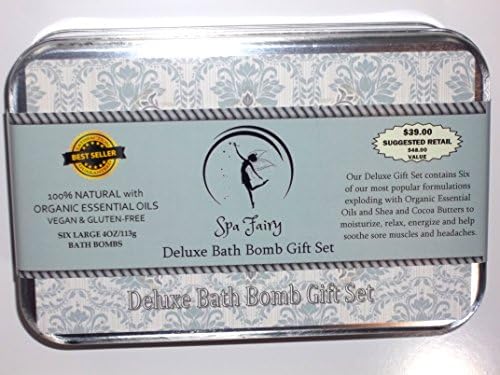 BEST SELLER
100% NATURAL with
ORGANIC ESSENTIAL OILS
VEGAN & GLUTEN-FREE
SIX LARGE 4OZ/113g
BATH BOMBS
Spa Fairy
Deluxe Bath Bomb Gift Set
$39.00
SUGGESTED RETAIL
$48.00
VALUE
Our Deluxe Gift Set contains Six
of our most popular formulations
exploding with Organic Essential
Oils and Shea and Cocoa Butters to
moisturize, relax, energize and help
soothe sore muscles and headaches.
Deluxe Bath Bomb Gift Set